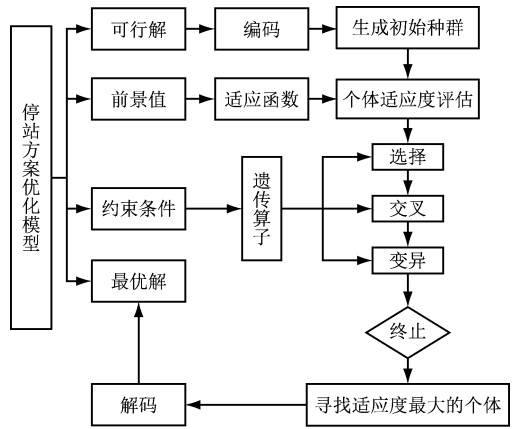 停站方案优化模型
可行解
编码
生成初始种群
前景值
适应函数
个体适应度评估
约束条件
遗传算子
选择
交叉
变异
最优解
终止
解码
寻找适应度最大的个体